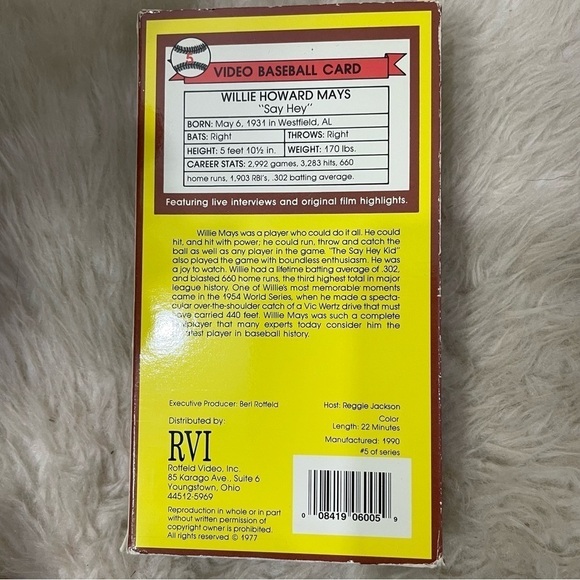 5
VIDEO BASEBALL CARD
WILLIE HOWARD MAYS
"Say Hey"
BORN: May 6, 1931 in Westfield, AL
BATS: Right THROWS: Right
HEIGHT: 5 feet 10½ in. WEIGHT: 170 lbs.
CAREER STATS: 2,992 games, 3,283 hits, 660
home runs, 1,903 RBI's, .302 batting average.
Featuring live interviews and original film highlights.
Willie Mays was a player who could do it all. He could
hit, and hit with power; he could run, throw and catch the
ball as well as any player in the game. "The Say Hey Kid"
also played the game with boundless enthusiasm. He was
a joy to watch. Willie had a lifetime batting average of .302,
and blasted 660 home runs, the third highest total in major
league history. One of Willie's most memorable moments
came in the 1954 World Series, when he made a specta-
cular over-the-shoulder catch of a Vic Wertz drive that must
have carried 440 feet. Willie Mays was such a complete
player that many experts today consider him the
player in baseball history.
Executive Producer: Berl Rotfeld
Host: Reggie Jackson
Color
Length: 22 Minutes
Manufactured: 1990
#5 of series
Distributed by:
RVI
Rotfeld Video, Inc.
85 Karago Ave., Suite 6
Youngstown, Ohio
44512-5969
Reproduction in whole or in part
without written permission of
copyright owner is prohibited.
All rights reserved © 1977
0 08419 06005 9